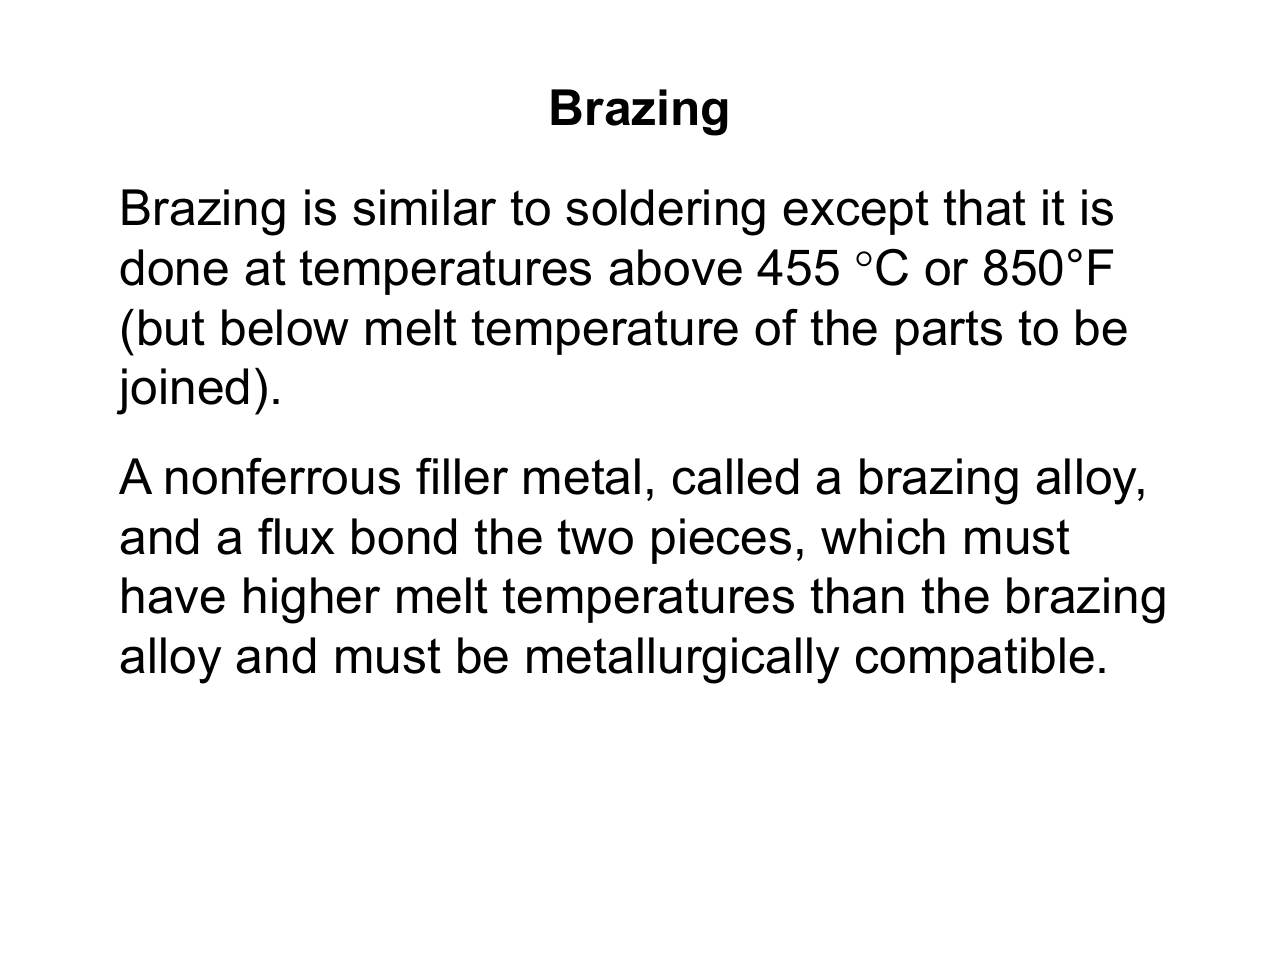 Brazing
Brazing is similar to soldering except that it is
done at temperatures above 455 °C or 850°F
(but below melt temperature of the parts to be
joined).
A nonferrous filler metal, called a brazing alloy,
and a flux bond the two pieces, which must
have higher melt temperatures than the brazing
alloy and must be metallurgically compatible.